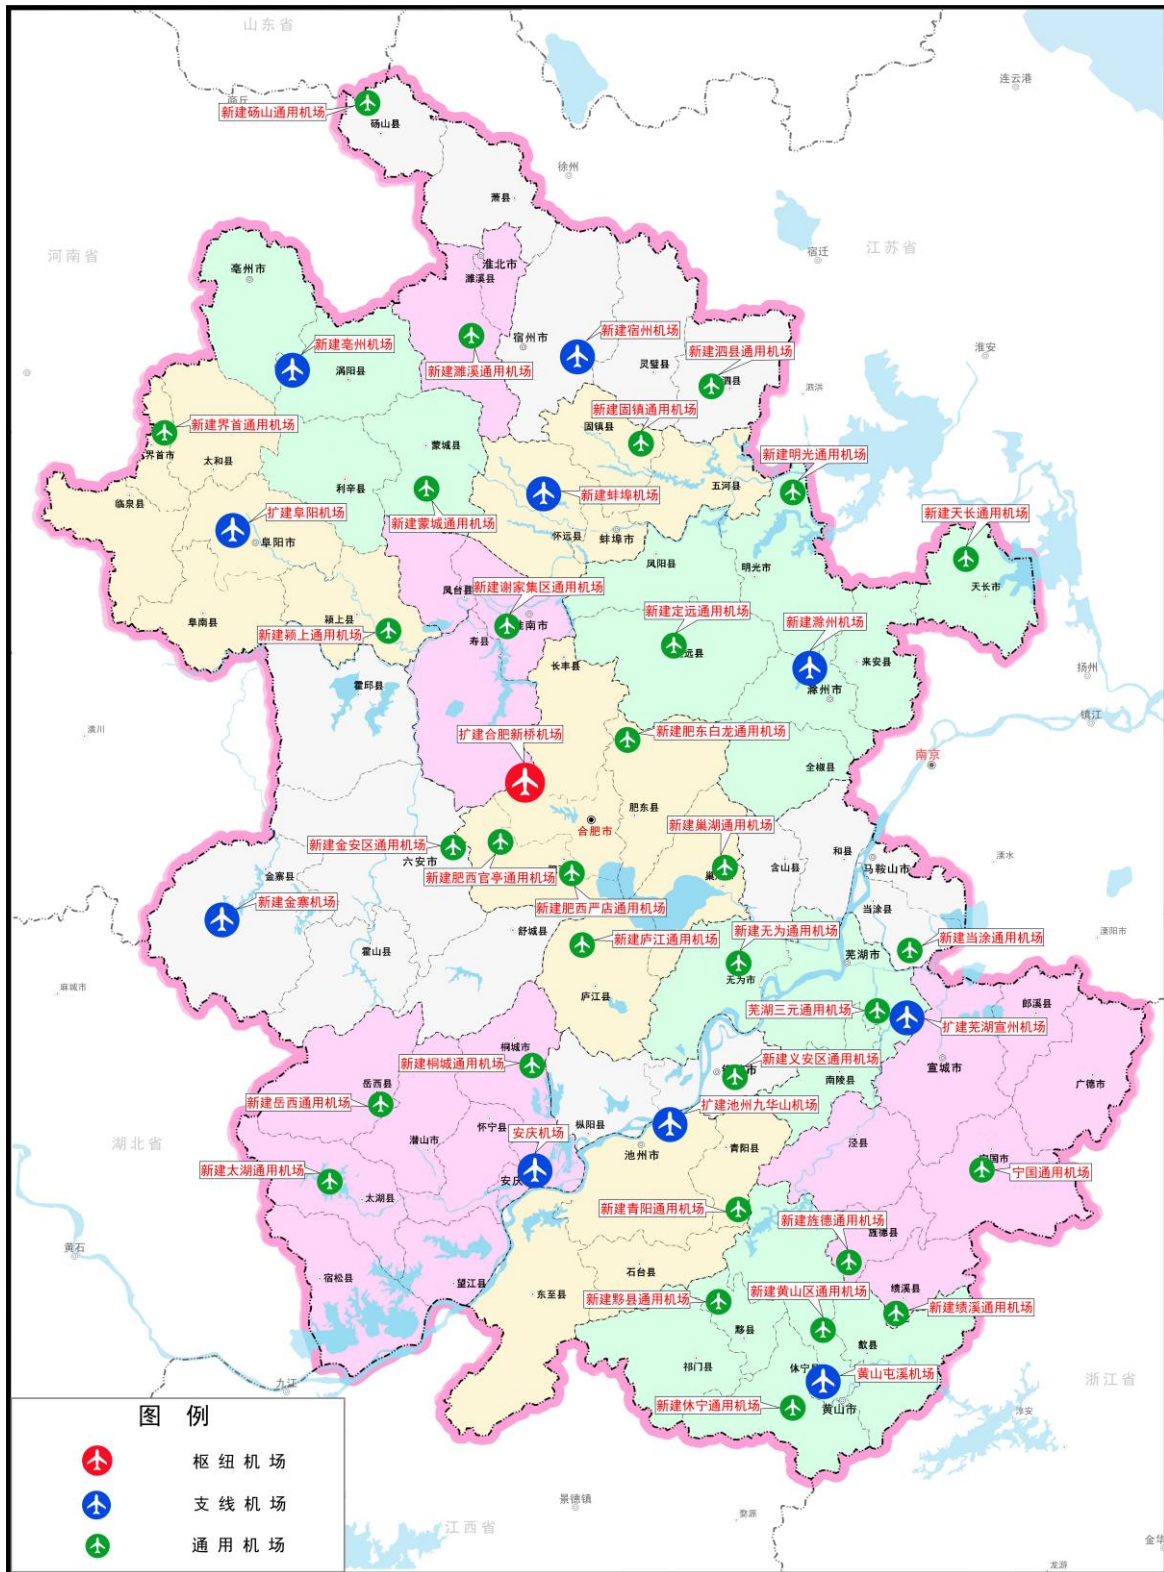 山东省
连云港
商丘
新建砀山通用机场
砀山县
徐州
萧县
河南省
淮北市
濉溪县
宿迁
江苏省
亳州市
新建亳州机场
涡阳县
宿州市
新建宿州机场
灵璧县
新建泗县通用机场
泗县
泗洪
淮安
新建濉溪通用机场
新建界首通用机场
界首市
太和县
蒙城县
固镇县
新建固镇通用机场
新建明光通用机场
临泉县
利辛县
新建蚌埠机场
五河县
扩建阜阳机场
阜阳市
新建蒙城通用机场
怀远县
蚌埠市
新建天长通用机场
凤阳县
明光市
天长市
凤台县
新建谢家集区通用机场
阜南县
颍上县
新建颍上通用机场
寿县
新建定远通用机场
新建滁州机场
长丰县
来安县
滁州市
扬州
镇江
霍邱县
潢川
扩建合肥新桥机场
新建肥东白龙通用机场
全椒县
南京
肥东县
合肥市
新建金安区通用机场
六安市
新建肥西官亭通用机场
新建巢湖通用机场
含山县
和县
马鞍山市
溧水
金寨县
新建金寨机场
新建肥西严店通用机场
当涂县
霍山县
舒城县
新建庐江通用机场
新建无为通用机场
芜湖市
新建当涂通用机场
溧阳市
麻城市
无为市
庐江县
芜湖三元通用机场
扩建芜湖宣州机场
郎溪县
桐城市
新建桐城通用机场
新建义安区通用机场
宣城市
广德市
岳西县
新建岳西通用机场
南陵县
扩建池州九华山机场
湖北省
怀宁县
枞阳县
潜山市
安庆机场
池州市
青阳县
泾县
新建太湖通用机场
宁国通用机场
太湖县
新建青阳通用机场
新建旌德通用机场
旌德县
黄石
宿松县
望江县
石台县
东至县
新建黟县通用机场
新建黄山区通用机场
绩溪县
新建绩溪通用机场
黟县
歙县
祁门县
黄山屯溪机场
浙江省
九江
新建休宁通用机场
黄山市
淳安
图 例
枢纽机场
支线机场
通用机场
景德镇
江西省
婺源
龙游